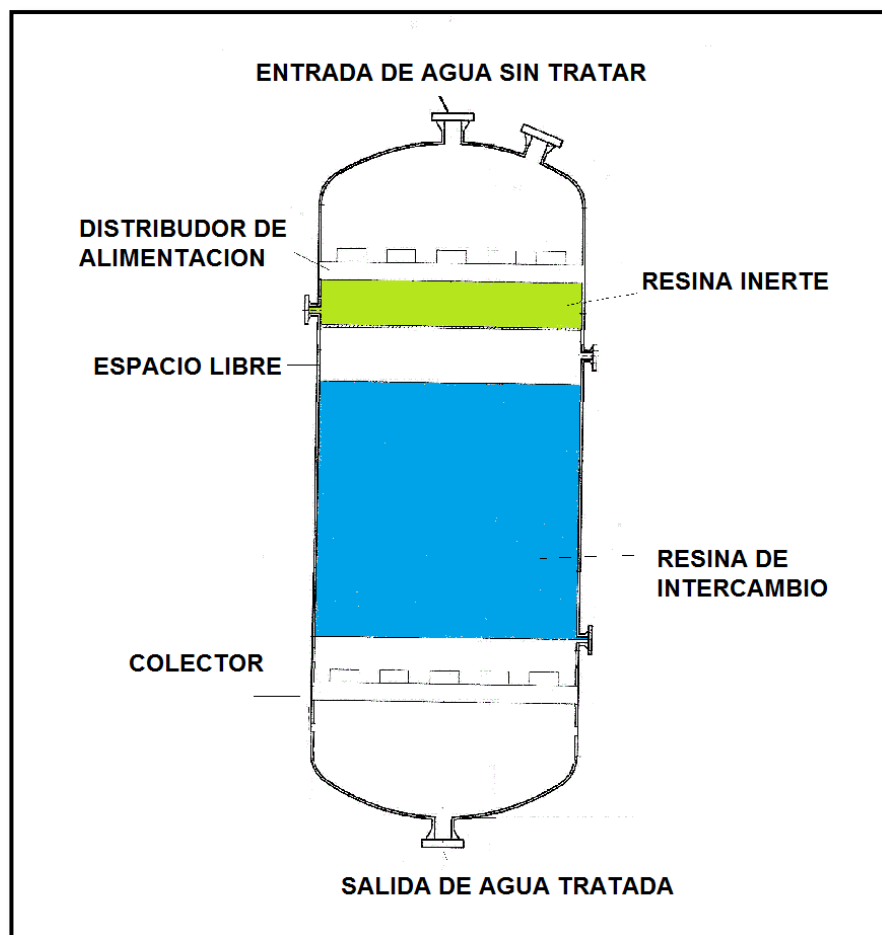 ENTRADA DE AGUA SIN TRATAR
DISTRIBUDOR DE
ALIMENTACION
RESINA INERTE
ESPACIO LIBRE
RESINA DE
INTERCAMBIO
COLECTOR
SALIDA DE AGUA TRATADA